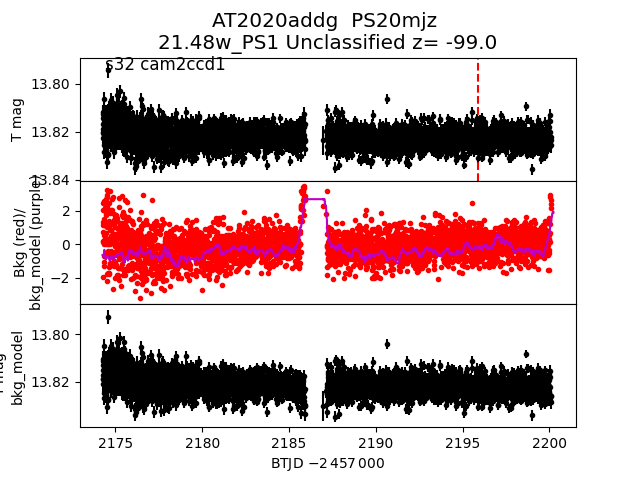 AT2020addg PS20mjz
21.48w_PS1 Unclassified z= -99.0
s32 cam2ccd1
T mag
13.80
13.82
13.84
Bkg (red)/
bkg_model (purple)
2
0
−2
bkg_model
13.80
13.82
2175
2180
2185
2190
2195
2200
BTJD −2 457 000